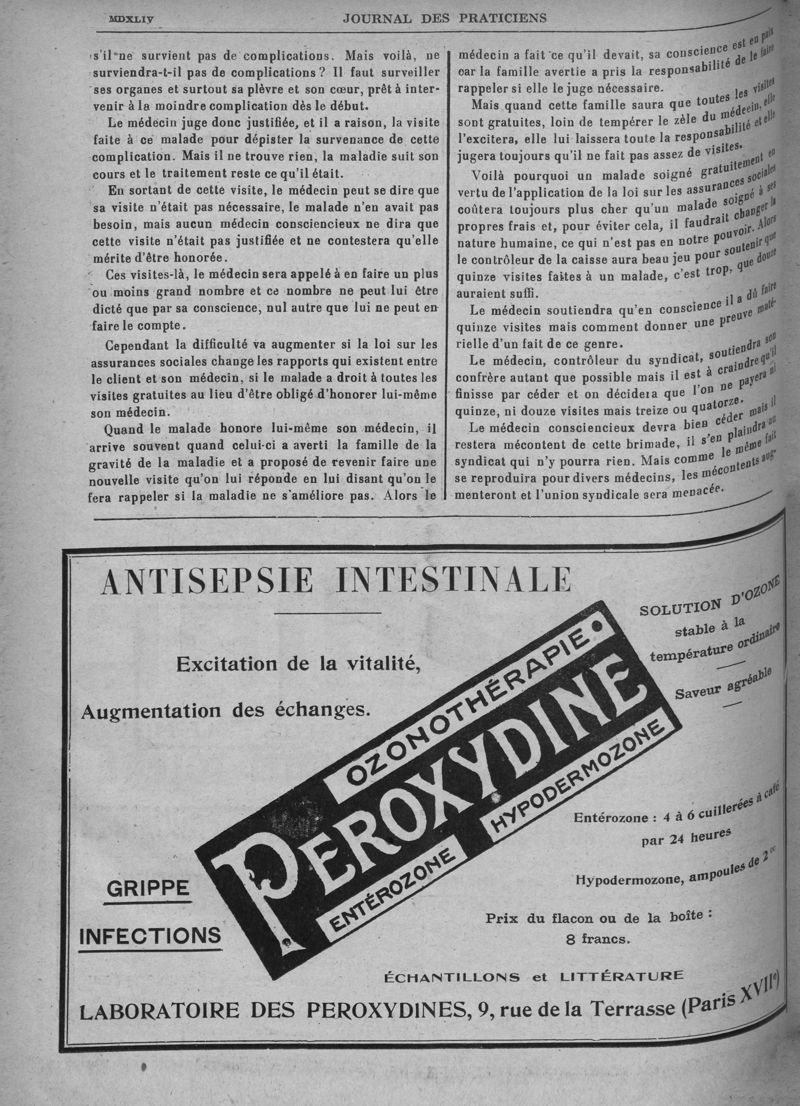 MDXLIV
JOURNAL DES PRATICIENS
s'il ne survient pas de complications. Mais voilà, ne
surviendra-t-il pas de complications ? Il faut surveiller
ses organes et surtout sa plèvre et son cœur, prêt à inter-
venir à la moindre complication dès le début.
Le médecin juge donc justifiée, et il a raison, la visite
faite à ce malade pour dépister la survenance de cette
complication. Mais il ne trouve rien, la maladie suit son
cours et le traitement reste ce qu'il était.
En sortant de cette visite, le médecin peut se dire que
sa visite n'était pas nécessaire, le malade n'en avait pas
besoin, mais aucun médecin consciencieux ne dira que
cette visite n'était pas justifiée et ne contestera qu'elle
mérite d'être honorée.
Ces visites-là, le médecin sera appelé à en faire un plus
ou moins grand nombre et ce nombre ne peut lui être
dicté que par sa conscience, nul autre que lui ne peut en
faire le compte.
Cependant la difficulté va augmenter si la loi sur les
assurances sociales change les rapports qui existent entre
le client et son médecin, si le malade a droit à toutes les
visites gratuites au lieu d'être obligé d'honorer lui-même
son médecin.
Quand le malade honore lui-même son médecin, il
arrive souvent quand celui-ci a averti la famille de la
gravité de la maladie et a proposé de revenir faire une
nouvelle visite qu'on lui réponde en lui disant qu'on le
fera rappeler si la maladie ne s'améliore pas. Alors le
médecin a fait ce qu'il devait, sa conscience est en paix
car la famille avertie a pris la responsabilité de le faire
rappeler si elle le juge nécessaire.
Mais quand cette famille saura que toutes les visites
sont gratuites, loin de tempérer le zèle du médecin, elle
l'excitera, elle lui laissera toute la responsabilité et elle
jugera toujours qu'il ne fait pas assez de visites.
Voilà pourquoi un malade soigné gratuitement en
vertu de l'application de la loi sur les assurances sociales
coûtera toujours plus cher qu'un malade soigné à ses
propres frais et, pour éviter cela, il faudrait changer la
nature humaine, ce qui n'est pas en notre pouvoir. Alors
le contrôleur de la caisse aura beau jeu pour soutenir que
quinze visites faites à un malade, c'est trop, que douze
auraient suffi.
Le médecin soutiendra qu'en conscience il a dû faire
quinze visites mais comment donner une preuve maté-
rielle d'un fait de ce genre.
Le médecin, contrôleur du syndicat, soutiendra son
confrère autant que possible mais il est à craindre qu'il
finisse par céder et on décidera que l'on ne payera ni
quinze, ni douze visites mais treize ou quatorze.
Le médecin consciencieux devra bien céder mais il
restera mécontent de cette brimade, il s'en plaindra au
syndicat qui n'y pourra rien. Mais comme le même fait
se reproduira pour divers médecins, les mécontents aug-
menteront et l'union syndicale sera menacée.
ANTISEPSIE INTESTINALE
Excitation de la vitalité,
Augmentation des échanges.
SOLUTION D'OZONE
stable à la
température ordinaire
Saveur agréable
OZONOTHÉRAPIE
PEROXYDINE
ENTÉROZONE
HYPODERMOZONE
Entérozone : 4 à 6 cuillerées à café
par 24 heures
Hypodermozone, ampoules de 2cc
GRIPPE
INFECTIONS
Prix du flacon ou de la boîte :
8 francs.
ÉCHANTILLONS et LITTÉRATURE
LABORATOIRE DES PEROXYDINES, 9, rue de la Terrasse (Paris XVIIe)